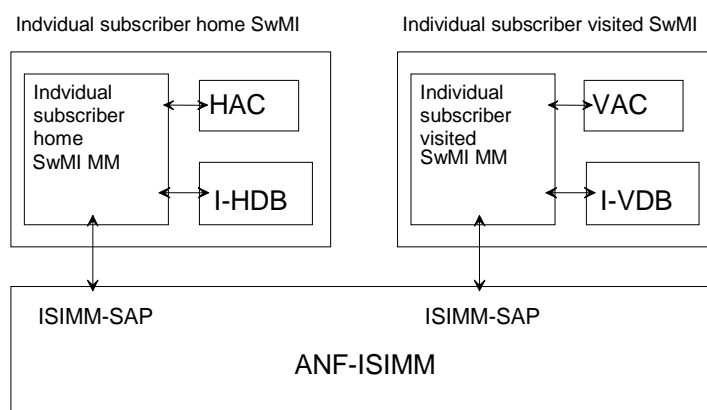 Indvidual subscriber home SwMI
Individual subscriber visited SwMI
Indvidual
subscriber
home
SwMI MM
HAC
I-HDB
Individual
subscriber
visited
SwMI MM
VAC
I-VDB
ISIMM-SAP
ISIMM-SAP
ANF-ISIMM